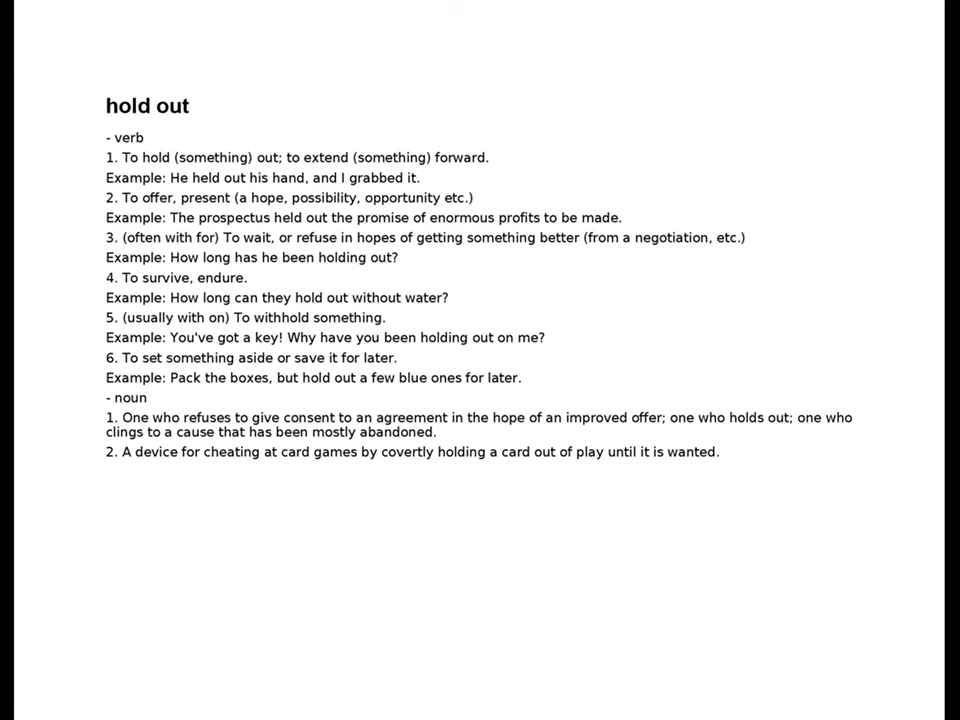 hold out
- verb
1. To hold (something) out; to extend (something) forward.
Example: He held out his hand, and I grabbed it.
2. To offer, present (a hope, possibility, opportunity etc.)
Example: The prospectus held out the promise of enormous profits to be made.
3. (often with for) To wait, or refuse in hopes of getting something better (from a negotiation, etc.)
Example: How long has he been holding out?
4. To survive, endure.
Example: How long can they hold out without water?
5. (usually with on) To withhold something.
Example: You've got a key! Why have you been holding out on me?
6. To set something aside or save it for later.
Example: Pack the boxes, but hold out a few blue ones for later.
- noun
1. One who refuses to give consent to an agreement in the hope of an improved offer; one who holds out; one who
clings to a cause that has been mostly abandoned.
2. A device for cheating at card games by covertly holding a card out of play until it is wanted.